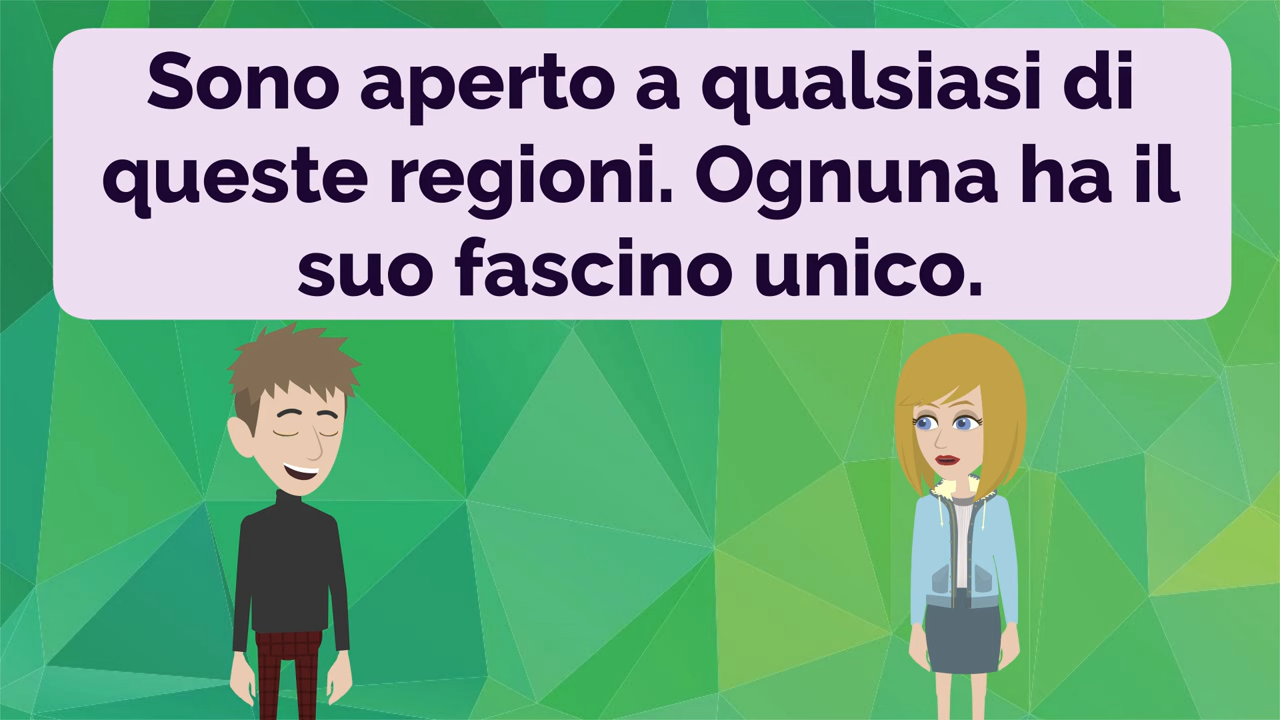 Sono aperto a qualsiasi di
queste regioni. Ognuna ha il
suo fascino unico.